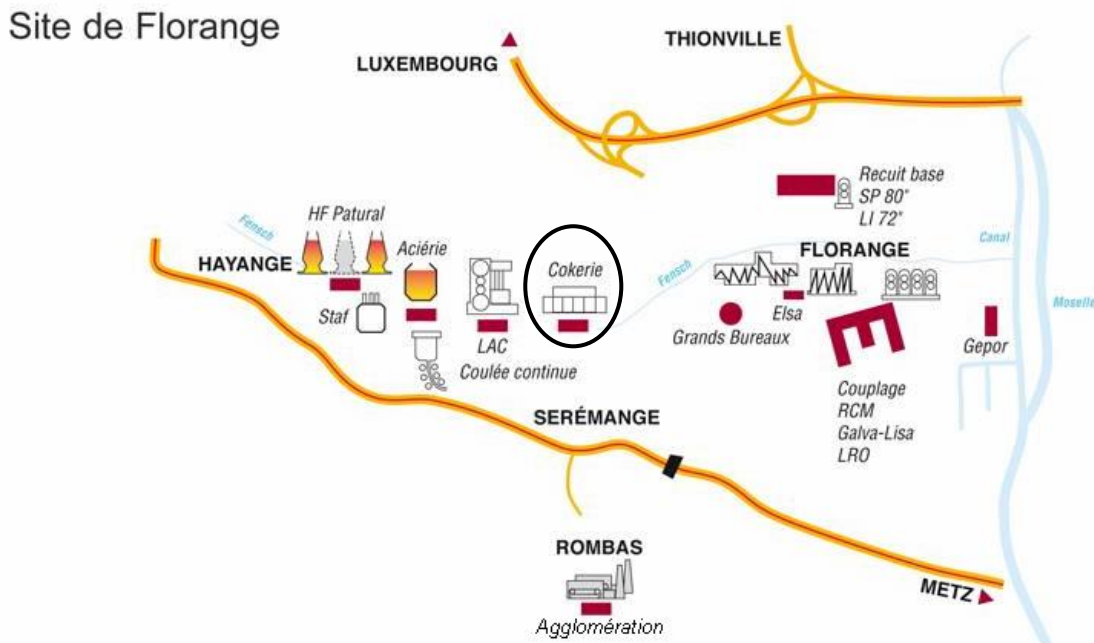 Site de Florange
THIONVILLE
LUXEMBOURG
Recuit base
SP 80"
LI 72"
HF Patural
Fensch
Aciérie
Cokerie
HAYANGE
Fensch
FLORANGE
Canal
Moselle
Staf
LAC
Coulée continue
Elsa
Grands Bureaux
Gepor
Couplage
RCM
Galva-Lisa
LRO
SERÉMANGE
ROMBAS
METZ
Agglomération